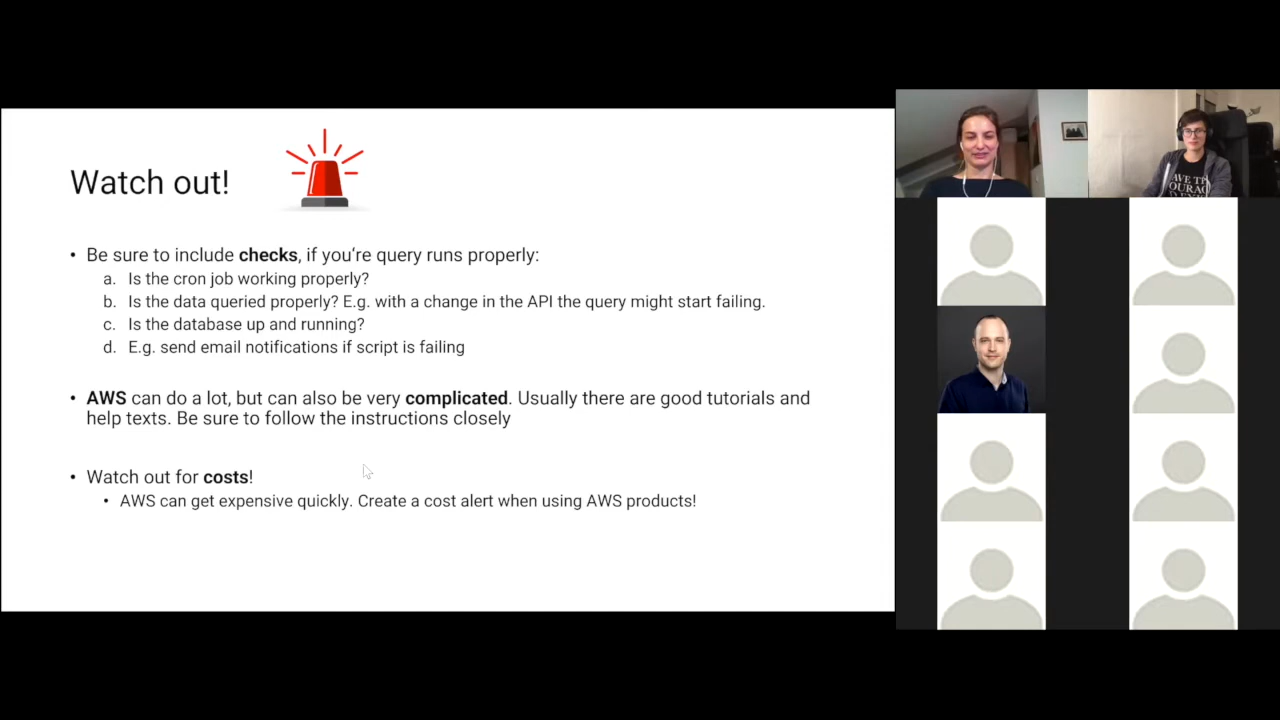 Watch out!
• Be sure to include checks, if you're query runs properly:
a. Is the cron job working properly?
b. Is the data queried properly? E.g. with a change in the API the query might start failing.
c. Is the database up and running?
d. E.g. send email notifications if script is failing
• AWS can do a lot, but can also be very complicated. Usually there are good tutorials and
help texts. Be sure to follow the instructions closely
• Watch out for costs!
• AWS can get expensive quickly. Create a cost alert when using AWS products!